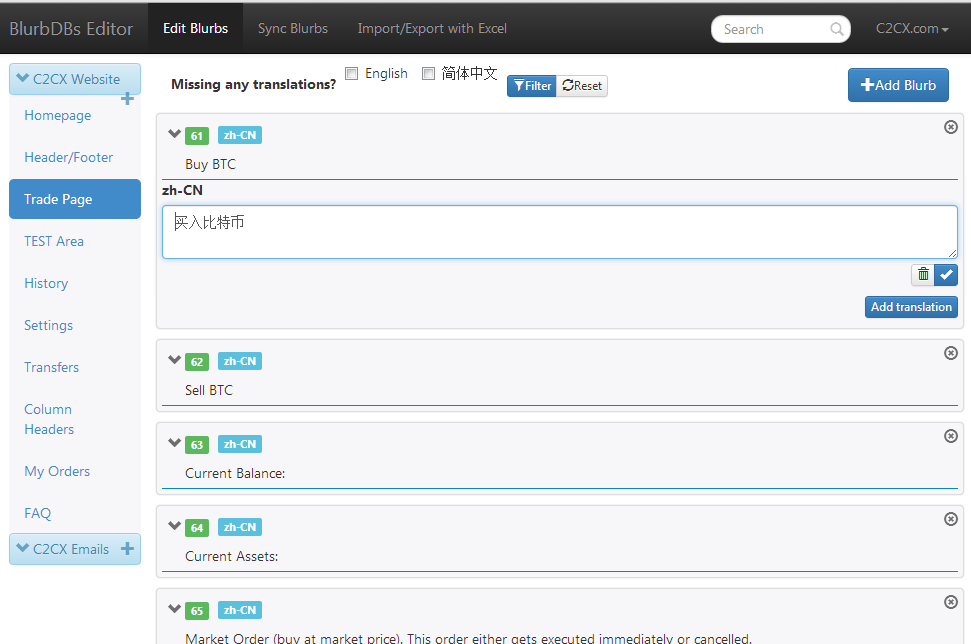 BlurbDBs Editor Edit Blurbs Sync Blurbs Import/Export with Excel Search C2CX.com
C2CX Website
Homepage
Header/Footer
Trade Page
TEST Area
History
Settings
Transfers
Column
Headers
My Orders
FAQ
C2CX Emails
Missing any translations? English 简体中文 Filter Reset Add Blurb
61 zh-CN
Buy BTC
zh-CN
买入比特币
Add translation
62 zh-CN
Sell BTC
63 zh-CN
Current Balance:
64 zh-CN
Current Assets:
65 zh-CN
Market Order (buy at market price). This order either gets executed immediately or cancelled.